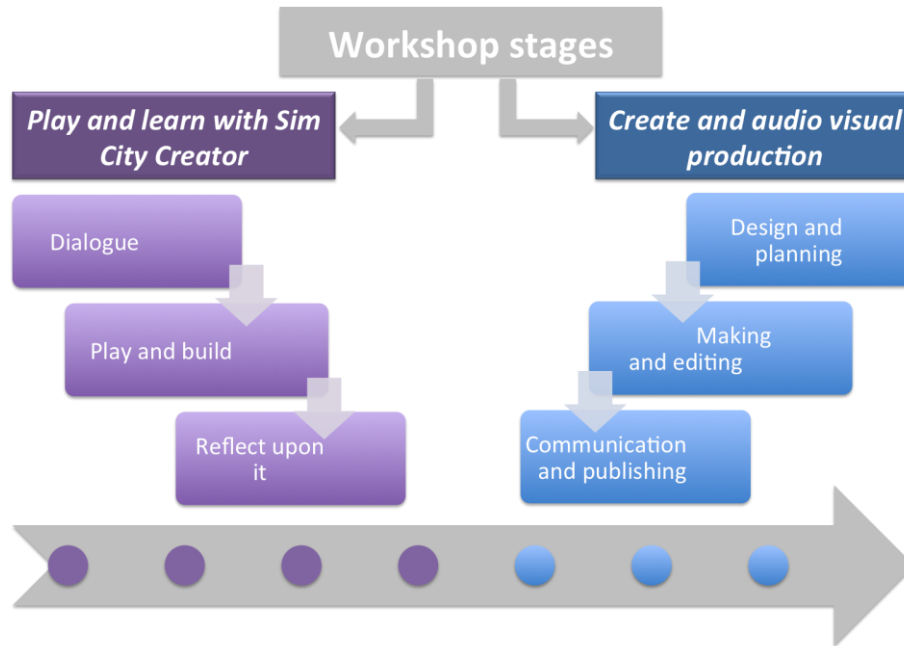 Workshop stages
Play and learn with Sim
City Creator
Dialogue
Play and build
Reflect upon
it
Create and audio visual
production
Design and
planning
Making
and editing
Communication
and publishing